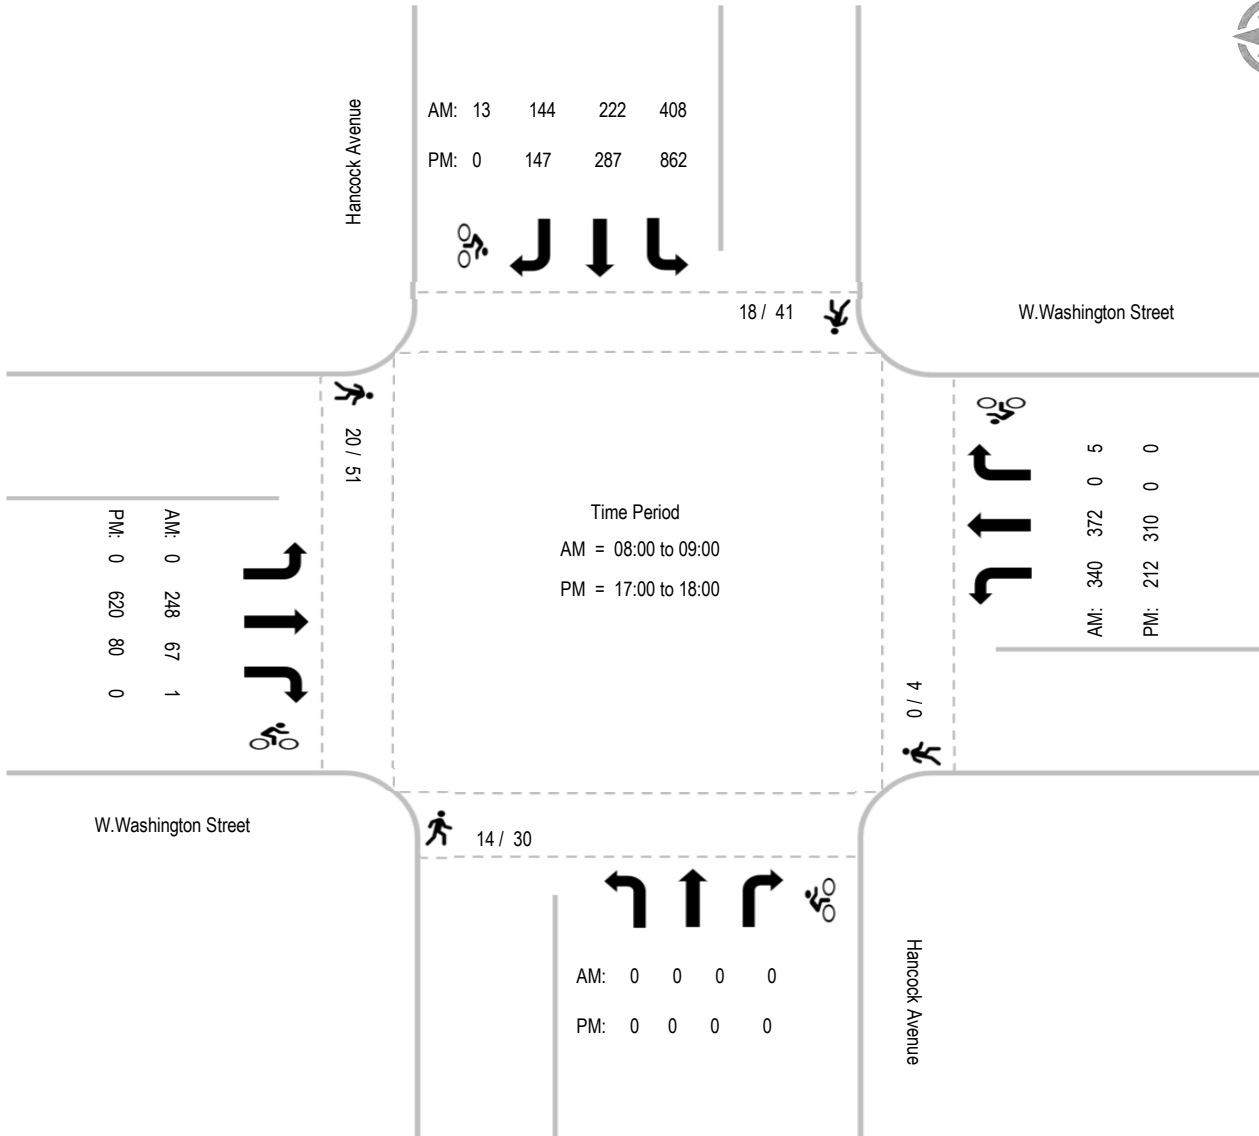 Hancock Avenue
AM: 13 144 222 408
PM: 0 147 287 862
18 / 41
W.Washington Street
20 / 51
AM: 0 248 67 1
PM: 0 620 80 0
Time Period
AM = 08:00 to 09:00
PM = 17:00 to 18:00
AM: 340 372 0 5
PM: 212 310 0 0
0 / 4
W.Washington Street
14 / 30
AM: 0 0 0 0
PM: 0 0 0 0
Hancock Avenue